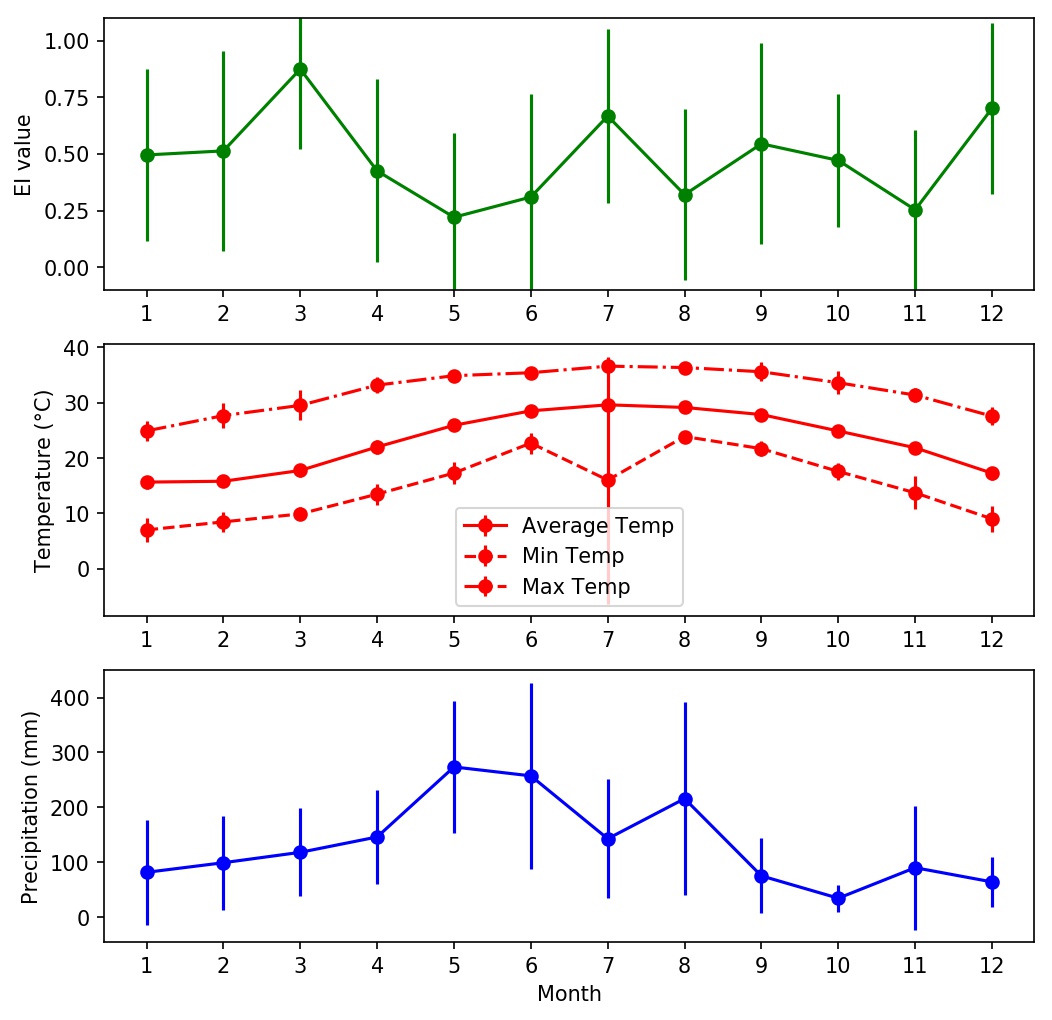 1.00
0.75
0.50
0.25
0.00
EI value
1 2 3 4 5 6 7 8 9 10 11 12
40
30
20
10
0
Temperature (°C)
Average Temp
Min Temp
Max Temp
1 2 3 4 5 6 7 8 9 10 11 12
400
300
200
100
0
Precipitation (mm)
1 2 3 4 5 6 7 8 9 10 11 12
Month